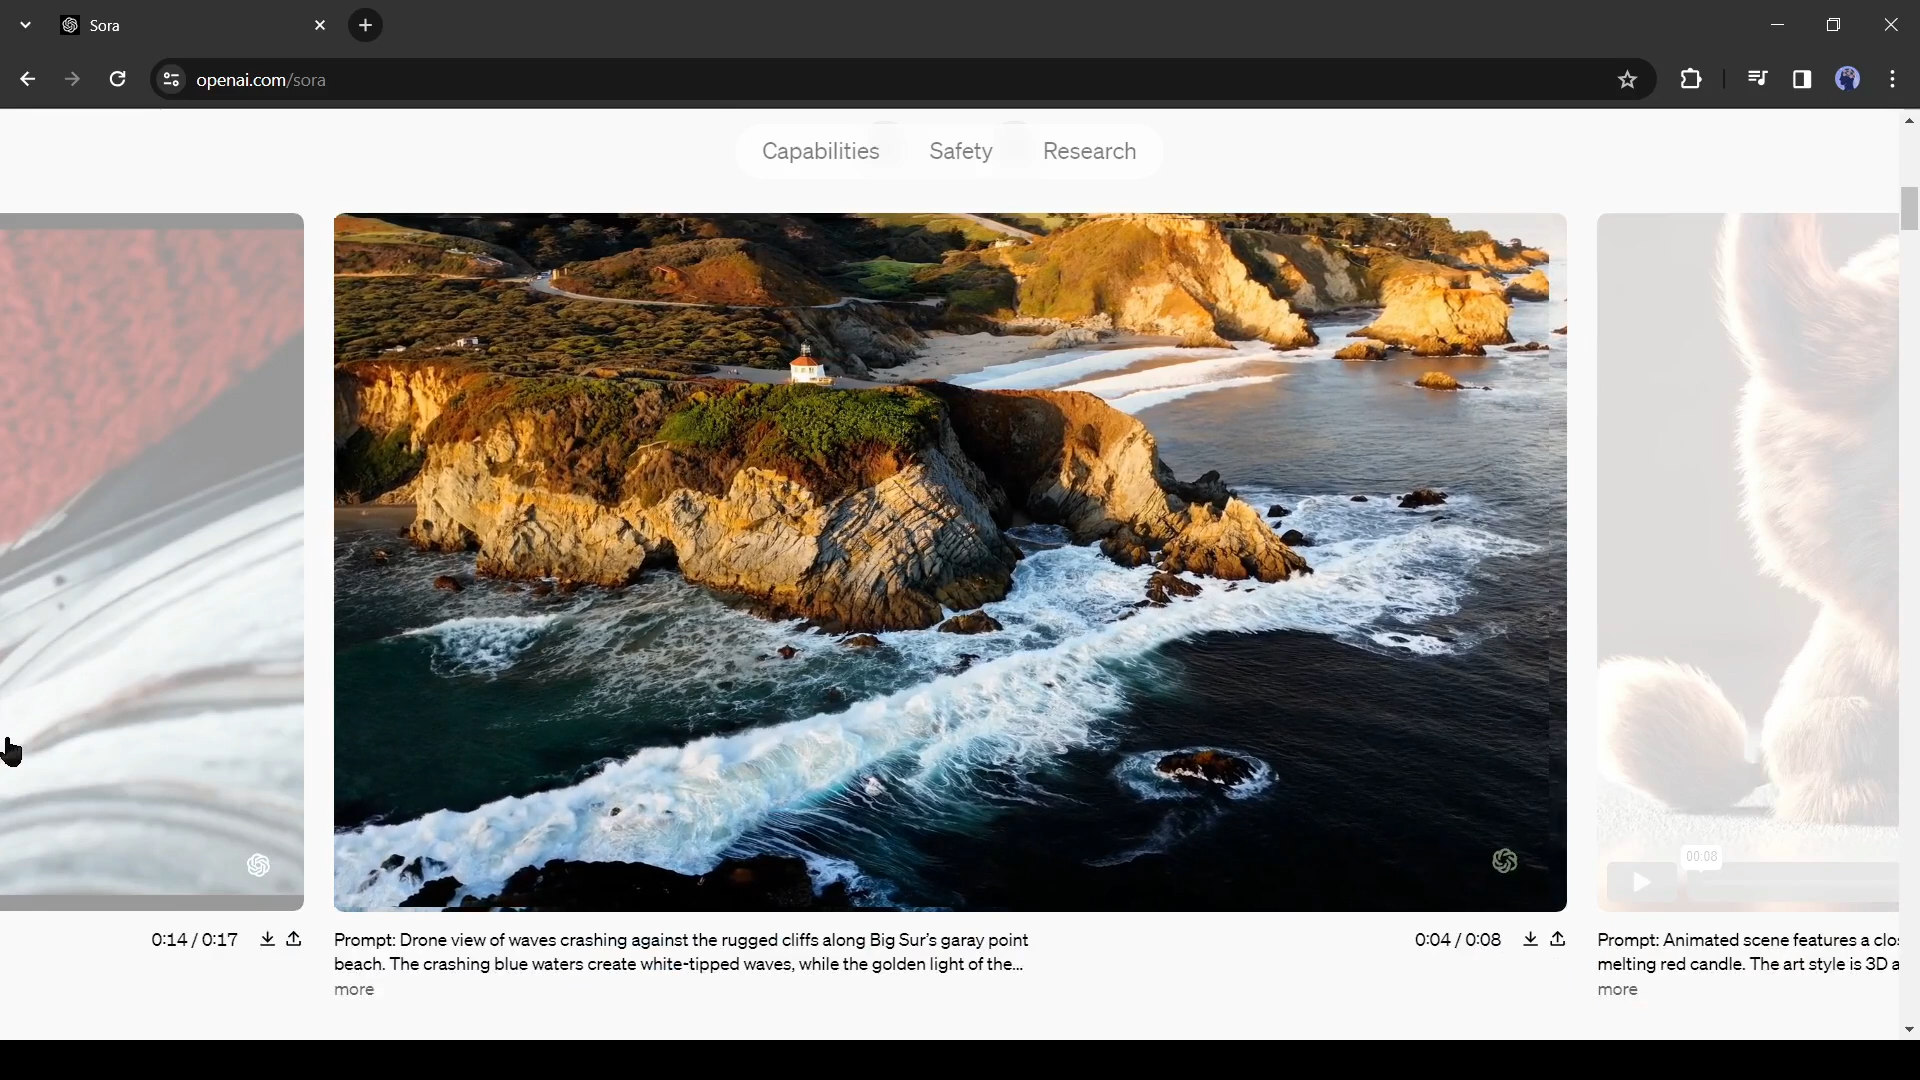 Sora
openai.com/sora
Capabilities Safety Research
00:08
0:14 / 0:17
Prompt: Drone view of waves crashing against the rugged cliffs along Big Sur’s garay point
beach. The crashing blue waters create white-tipped waves, while the golden light of the...
more
0:04 / 0:08
Prompt: Animated scene features a clo
melting red candle. The art style is 3D a
more